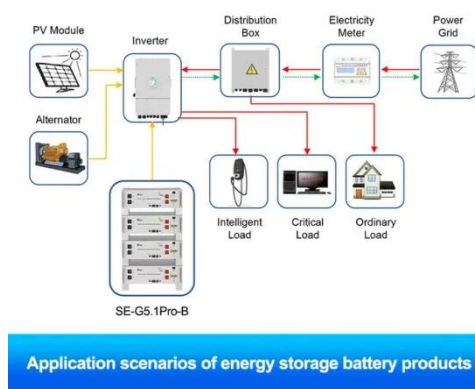 PV Module
Inverter
Distribution
Box
Electricity
Meter
Power
Grid
Alternator
Intelligent
Load
Critical
Load
Ordinary
Load
SE-G5.1Pro-B
Application scenarios of energy storage battery products